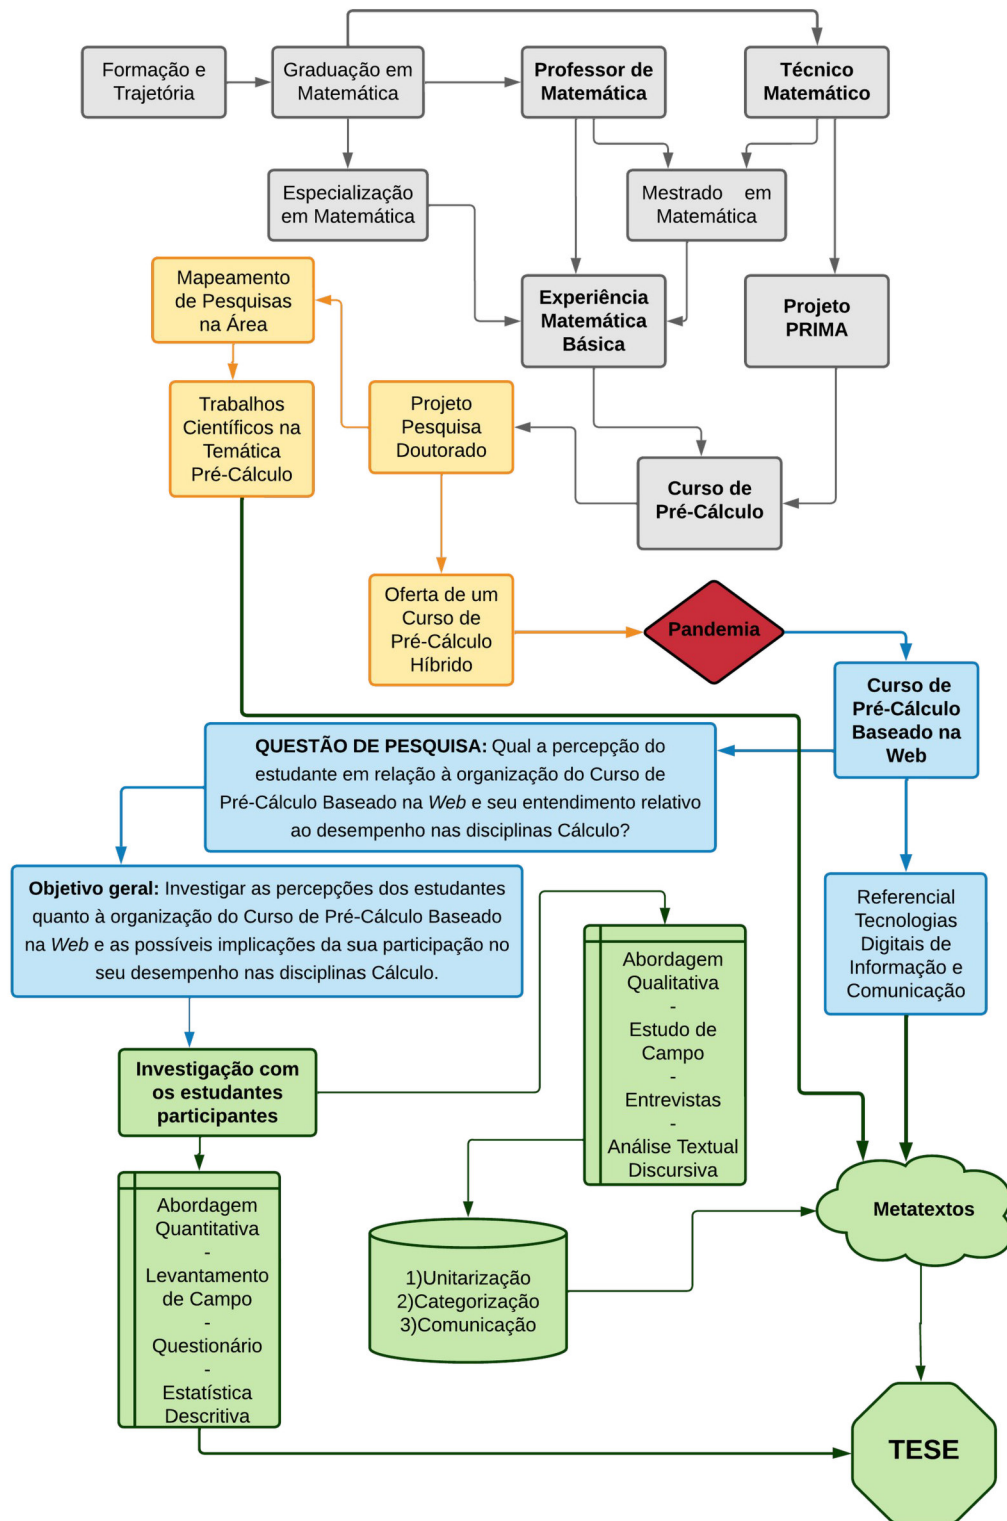 Formação e
Trajetória
Graduação em
Matemática
Professor de
Matemática
Técnico
Matemático
Especialização
em Matemática
Mestrado em
Matemática
Mapeamento
de Pesquisas
na Área
Experiência
Matemática
Básica
Projeto
PRIMA
Trabalhos
Científicos na
Temática
Pré-Cálculo
Projeto
Pesquisa
Doutorado
Curso de
Pré-Cálculo
Oferta de um
Curso de
Pré-Cálculo
Híbrido
Pandemia
Curso de
Pré-Cálculo
Baseado na
Web
QUESTÃO DE PESQUISA: Qual a percepção do
estudante em relação à organização do Curso de
Pré-Cálculo Baseado na Web e seu entendimento relativo
ao desempenho nas disciplinas Cálculo?
Objetivo geral: Investigar as percepções dos estudantes
quanto à organização do Curso de Pré-Cálculo Baseado
na Web e as possíveis implicações da sua participação no
seu desempenho nas disciplinas Cálculo.
Referencial
Tecnologias
Digitais de
Informação e
Comunicação
Abordagem
Qualitativa
-
Estudo de
Campo
-
Entrevistas
-
Análise Textual
Discursiva
Investigação com
os estudantes
participantes
Abordagem
Quantitativa
-
Levantamento
de Campo
-
Questionário
-
Estatística
Descritiva
1)Unitarização
2)Categorização
3)Comunicação
Metatextos
TESE